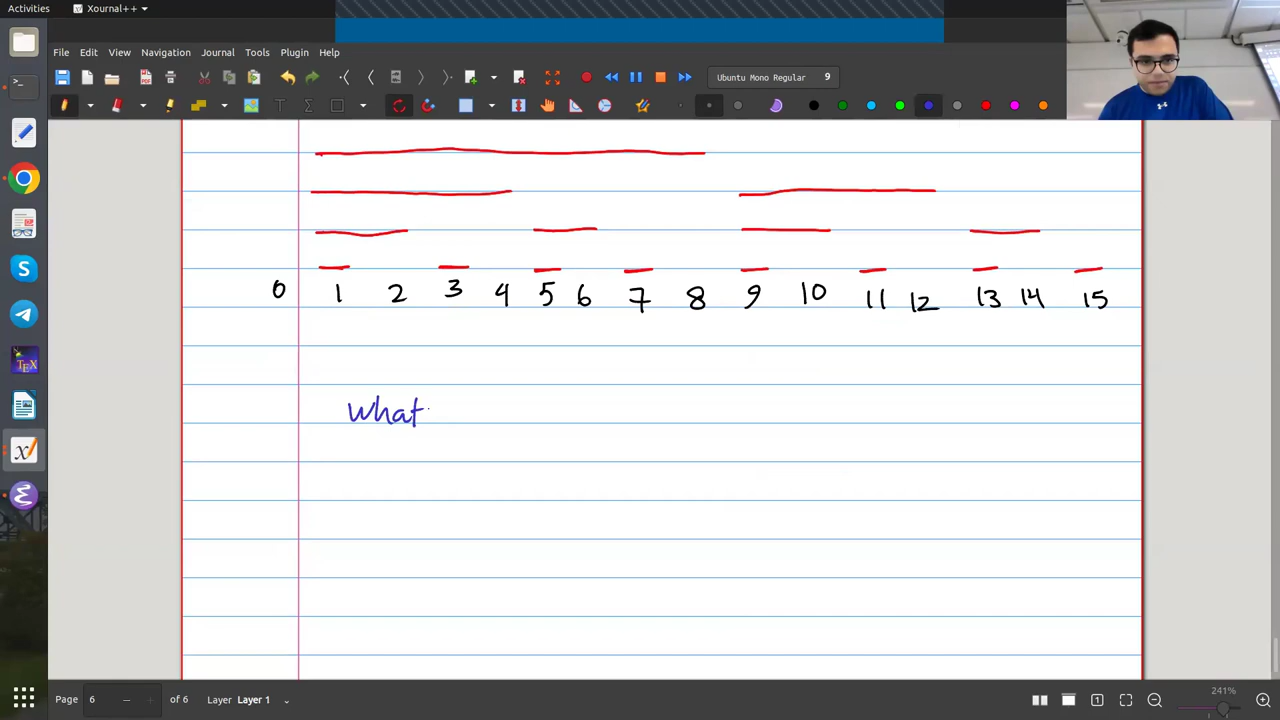 Activities Xournal++
File Edit View Navigation Journal Tools Plugin Help
Ubuntu Mono Regular 9
0 1 2 3 4 5 6 7 8 9 10 11 12 13 14 15
What
Page 6 of 6 Layer Layer 1 241%